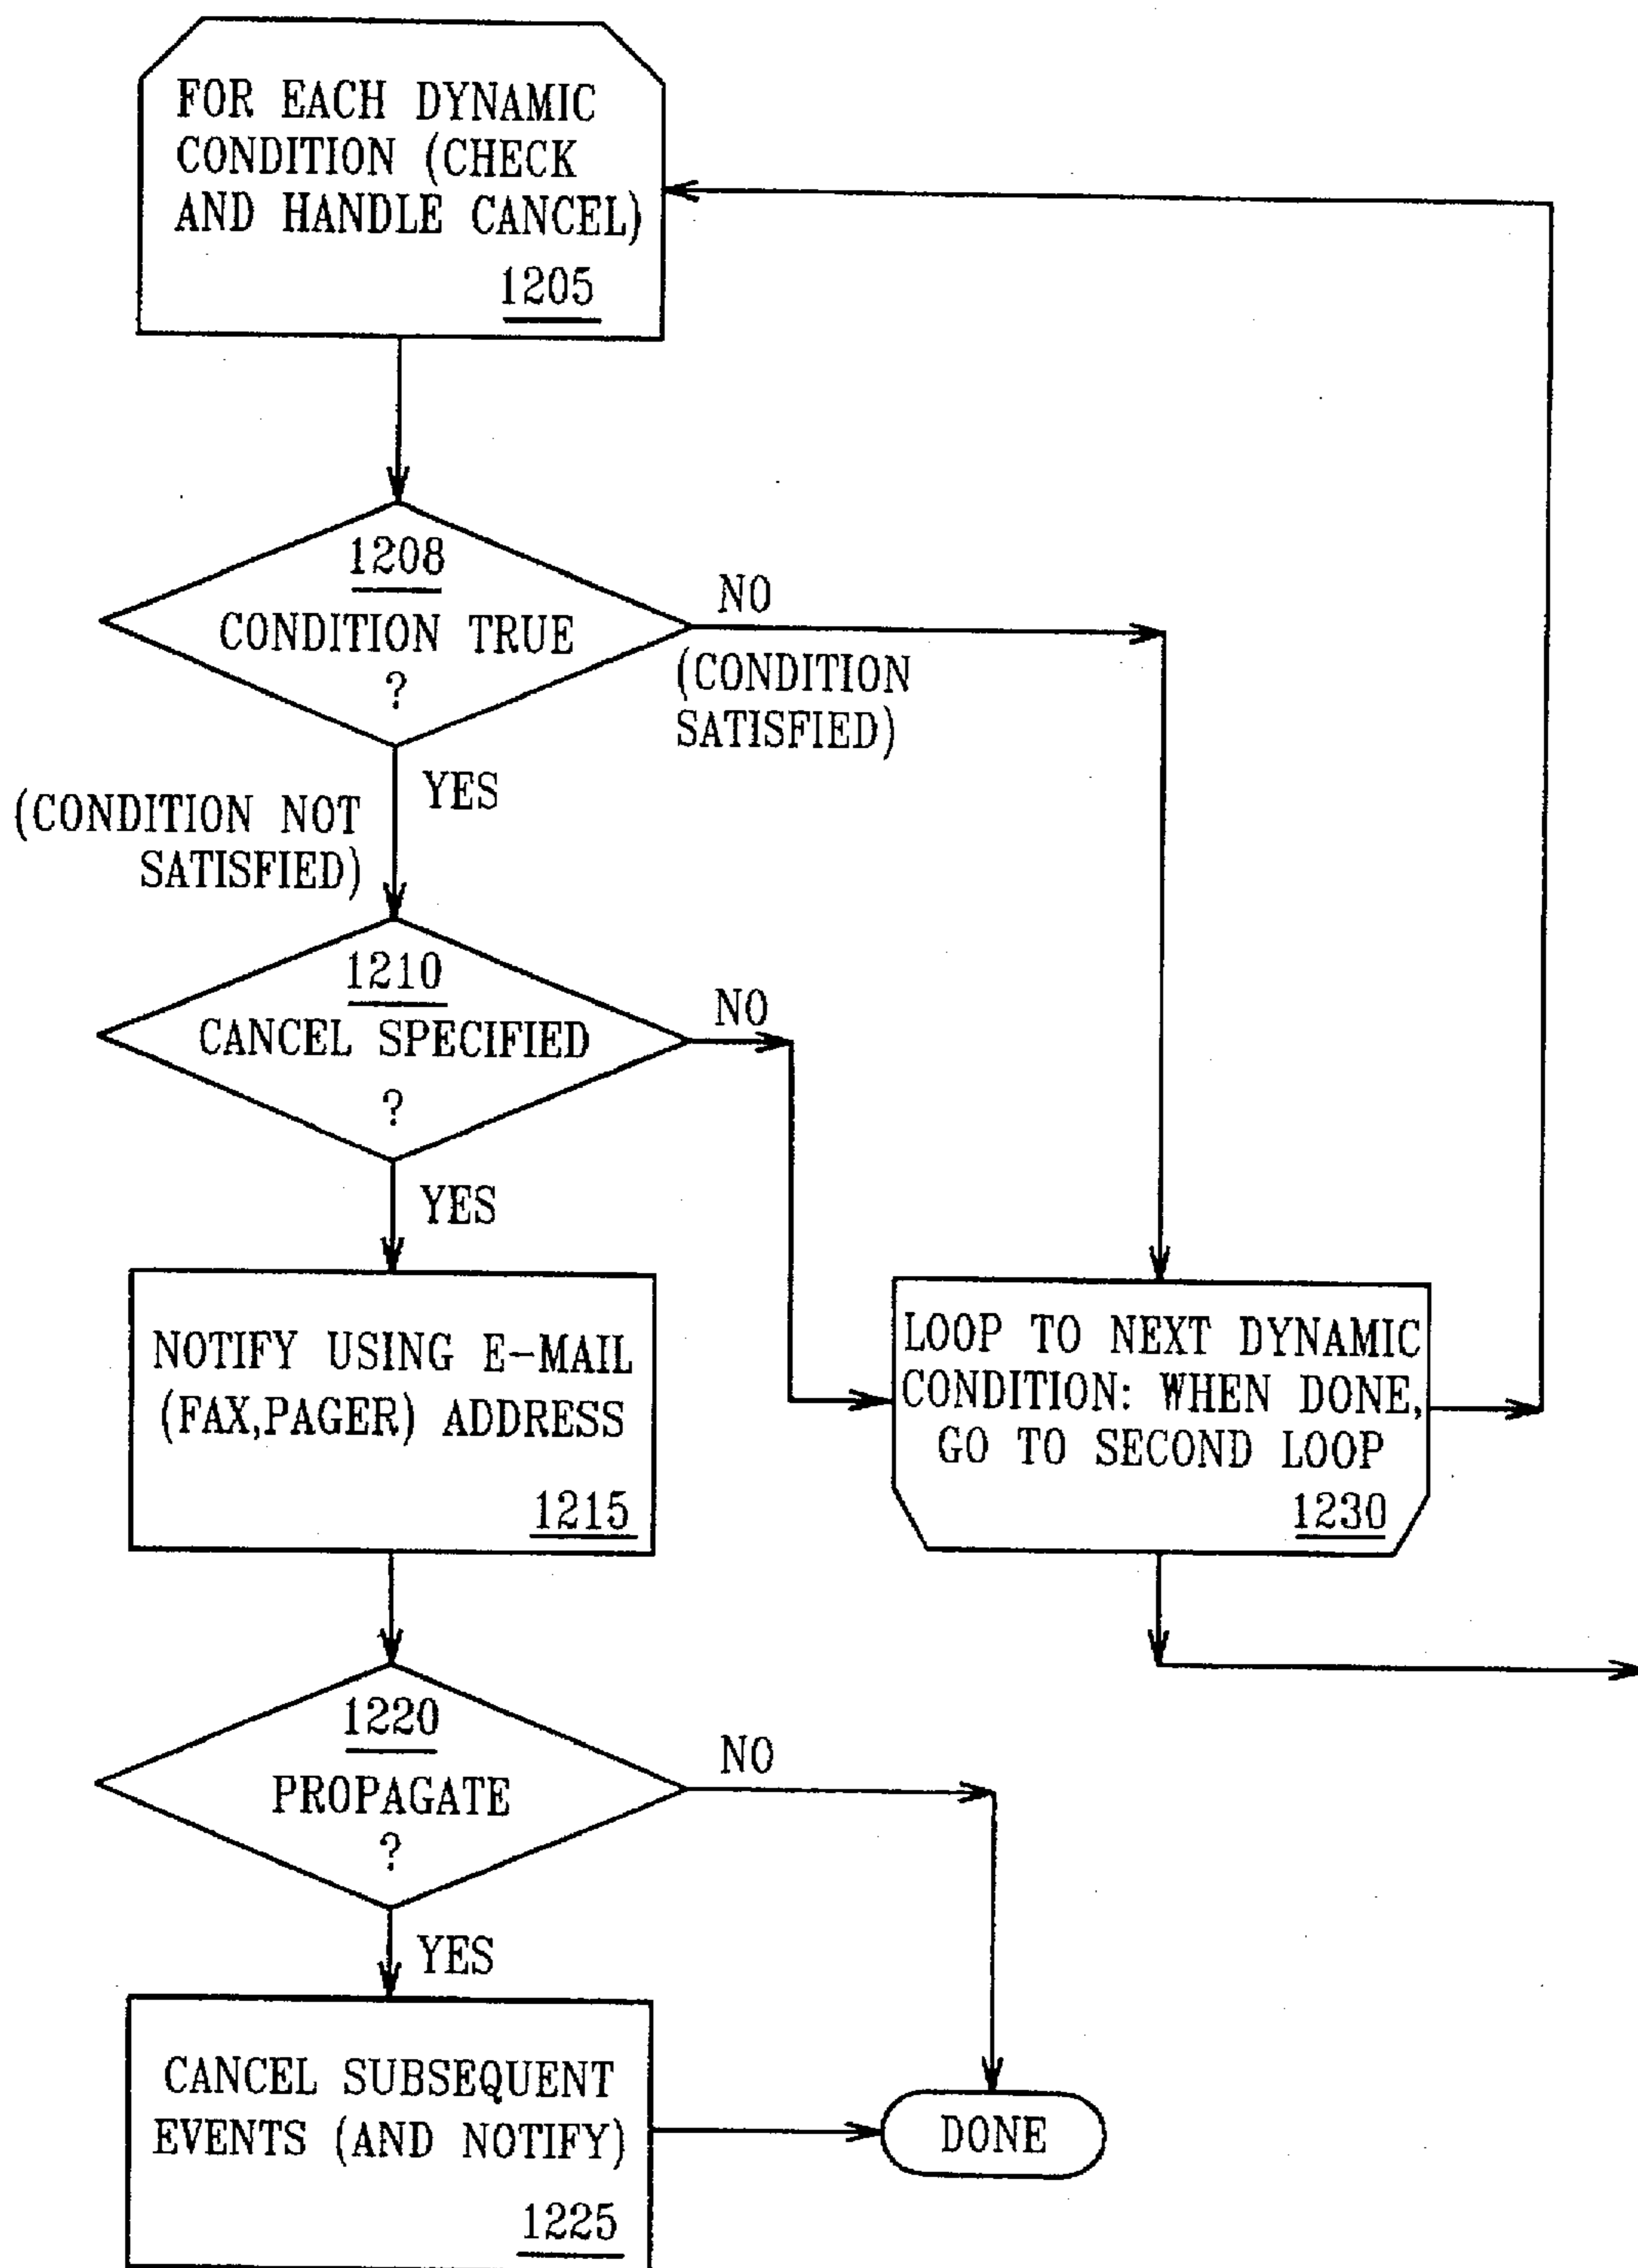 FOR EACH DYNAMIC
CONDITION (CHECK
AND HANDLE CANCEL)
1205
1208
CONDITION TRUE
?
NO
(CONDITION
SATISFIED)
YES
(CONDITION NOT
SATISFIED)
1210
CANCEL SPECIFIED
?
NO
YES
NOTIFY USING E-MAIL
(FAX,PAGER) ADDRESS
1215
LOOP TO NEXT DYNAMIC
CONDITION: WHEN DONE,
GO TO SECOND LOOP
1230
1220
PROPAGATE
?
NO
YES
CANCEL SUBSEQUENT
EVENTS (AND NOTIFY)
1225
DONE